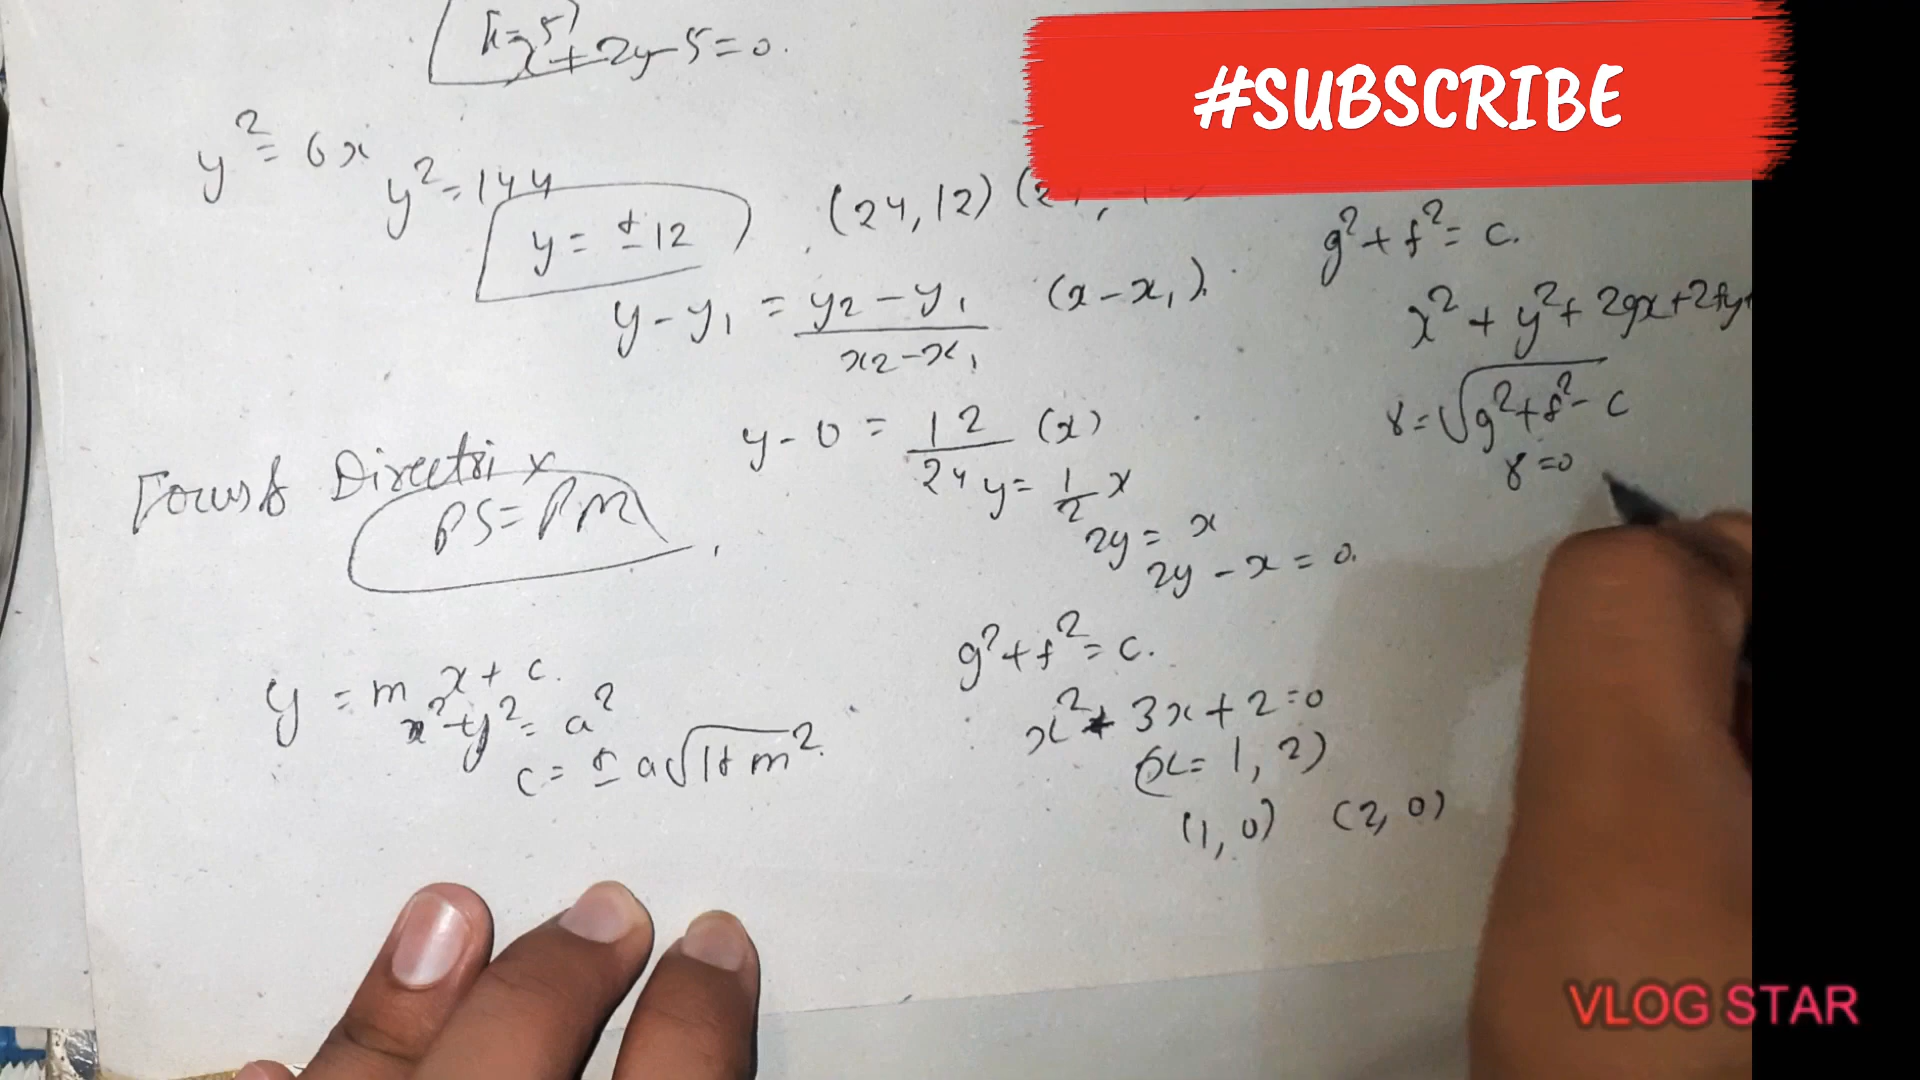 #SUBSCRIBE
k=5
x+2y-5=0.
y²=6x
y²=144
y=±12
(24,12)
y-y₁ = y₂-y₁ / x₂-x₁ (x-x₁).
y-0 = 12/24 (x)
y= 1/2 x
2y= x
2y-x=0.
Focus & Directrix
PS=PM
y=mx+c.
x²+y²=a²
c=±a√1+m².
g²+f²=c.
x²+3x+2=0
(x=1,2)
(1,0) (2,0)
g²+f²=c.
x²+y²+2gx+2fy+
r=√g²+f²-c
r=0
VLOG STAR